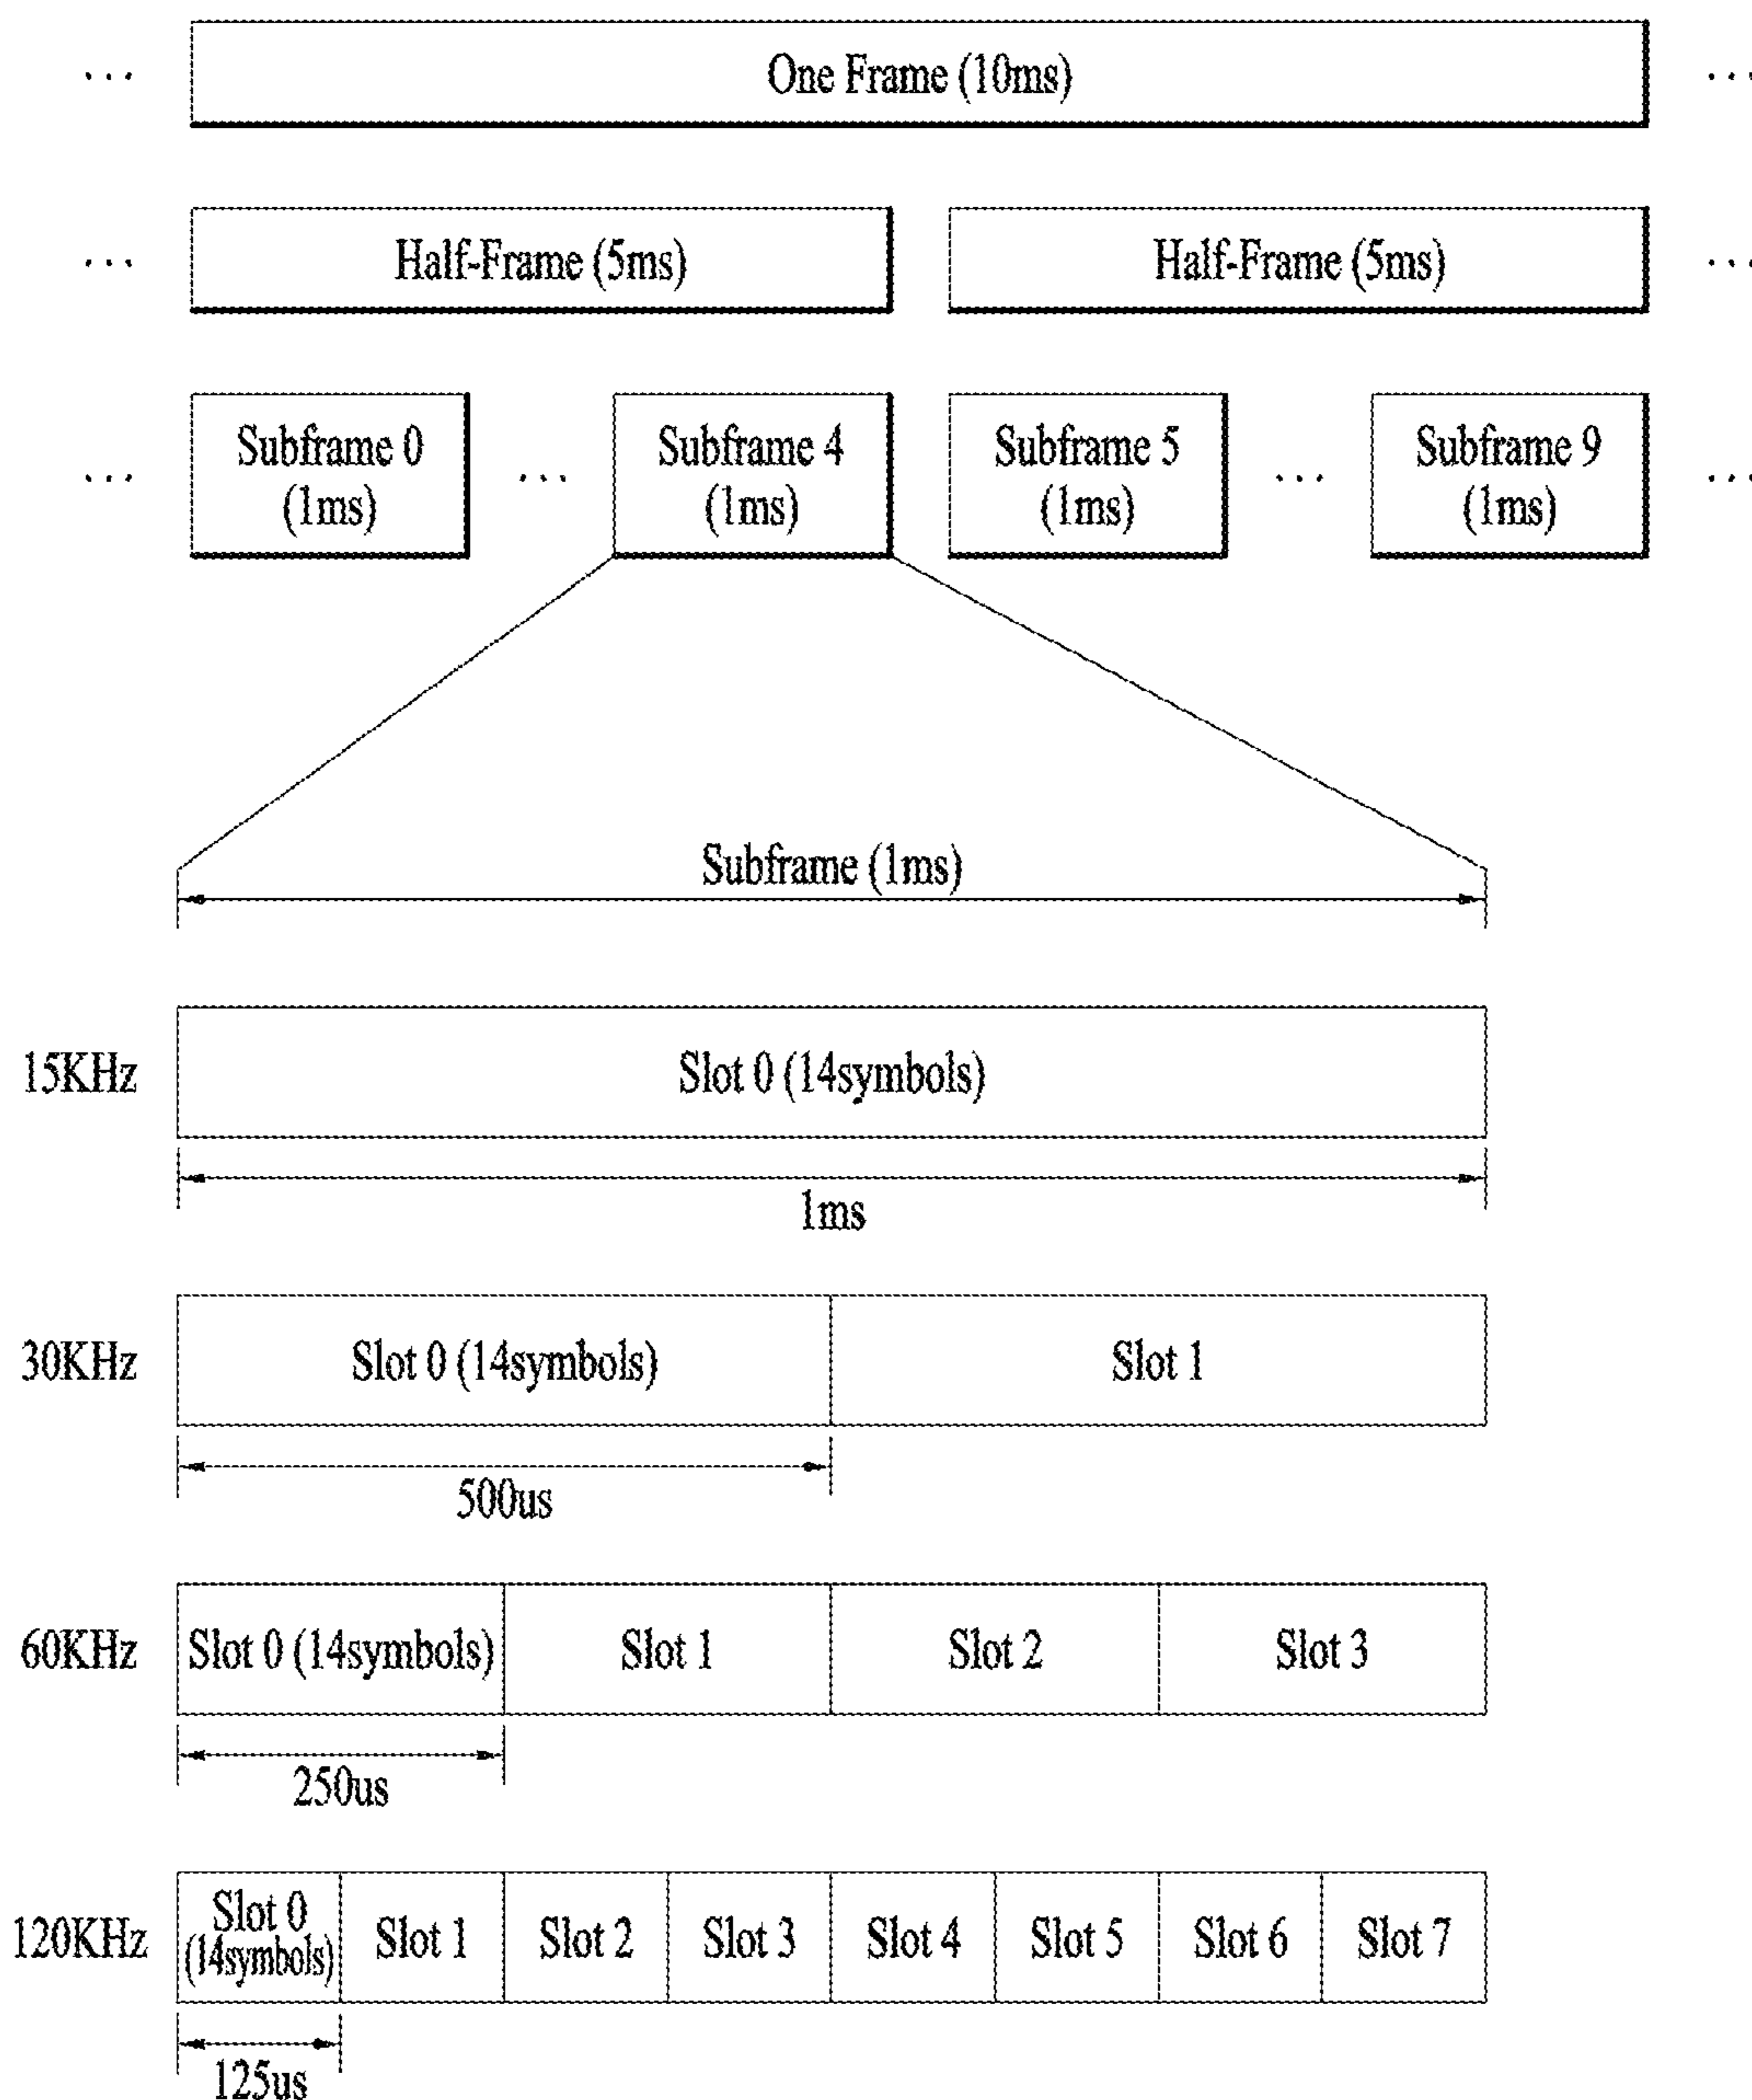 ... One Frame (10ms) ...
... Half-Frame (5ms) Half-Frame (5ms) ...
Subframe 0 Subframe 4 Subframe 5 Subframe 9
... (1ms) ... (1ms) (1ms) ... (1ms) ...
Subframe (1ms)
15KHz Slot 0 (14symbols)
1ms
30KHz Slot 0 (14symbols) Slot 1
500us
60KHz Slot 0 (14symbols) Slot 1 Slot 2 Slot 3
250us
120KHz Slot 0 (14symbols) Slot 1 Slot 2 Slot 3 Slot 4 Slot 5 Slot 6 Slot 7
125us